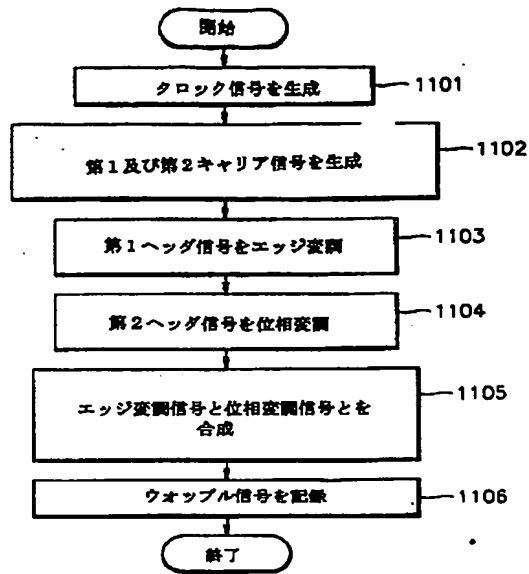 開始
クロック信号を生成
1101
第1及び第2キャリア信号を生成
1102
第1ヘッダ信号をエッジ変調
1103
第2ヘッダ信号を位相変調
1104
エッジ変調信号と位相変調信号とを
合成
1105
ウォッブル信号を記録
1106
終了